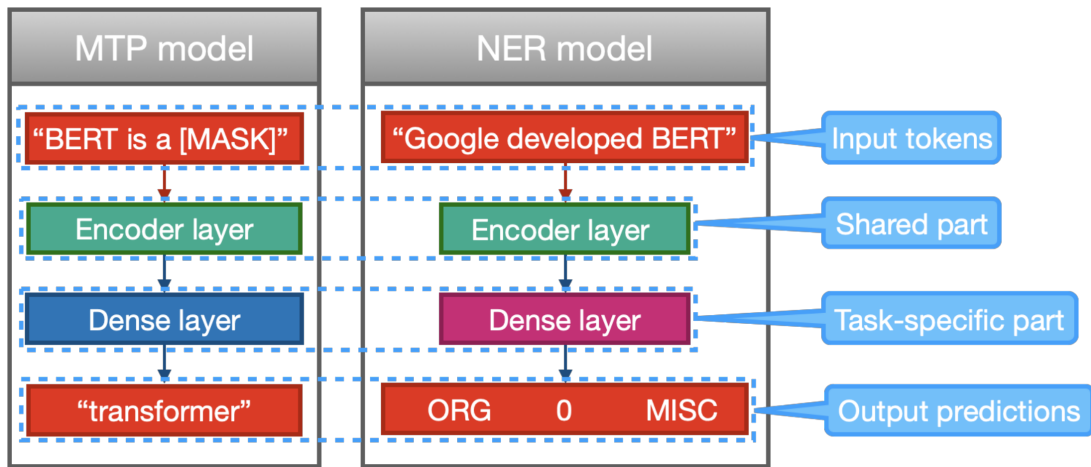 MTP model
NER model
“BERT is a [MASK]”
“Google developed BERT”
Input tokens
Encoder layer
Encoder layer
Shared part
Dense layer
Dense layer
Task-specific part
“transformer”
ORG 0 MISC
Output predictions